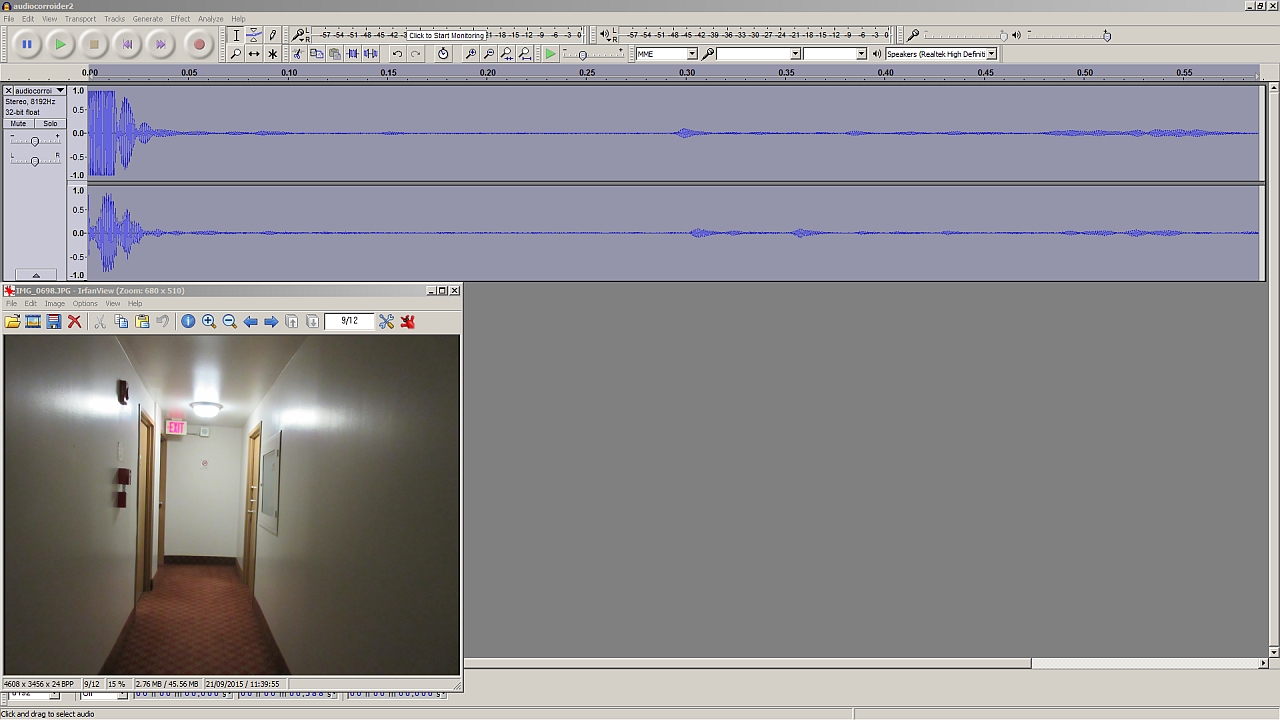 audiocorroider2
File Edit View Transport Tracks Generate Effect Analyze Help
-57 -54 -51 -48 -45 -42 -3 Click to Start Monitoring -15 -12 -9 -6 -3 0
-57 -54 -51 -48 -45 -42 -39 -36 -33 -30 -27 -24 -21 -18 -15 -12 -9 -6 -3 0
MME
Speakers (Realtek High Definiti
0.00 0.05 0.10 0.15 0.20 0.25 0.30 0.35 0.40 0.45 0.50 0.55
audiocorroi
Stereo, 8192Hz
32-bit float
Mute Solo
- +
L R
1.0
0.5
0.0
-0.5
-1.0
1.0
0.5
0.0
-0.5
-1.0
IMG_0698.JPG - IrfanView (Zoom: 680 x 510)
File Edit Image Options View Help
9/12
EXIT
4608 x 3456 x 24 BPP 9/12 15 % 2.76 MB / 45.56 MB 21/09/2015 / 11:39:55
Click and drag to select audio